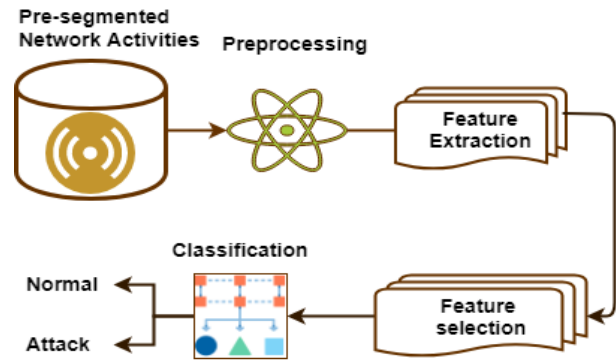 Pre-segmented
Network Activities
Preprocessing
Feature
Extraction
Classification
Normal
Attack
Feature
selection